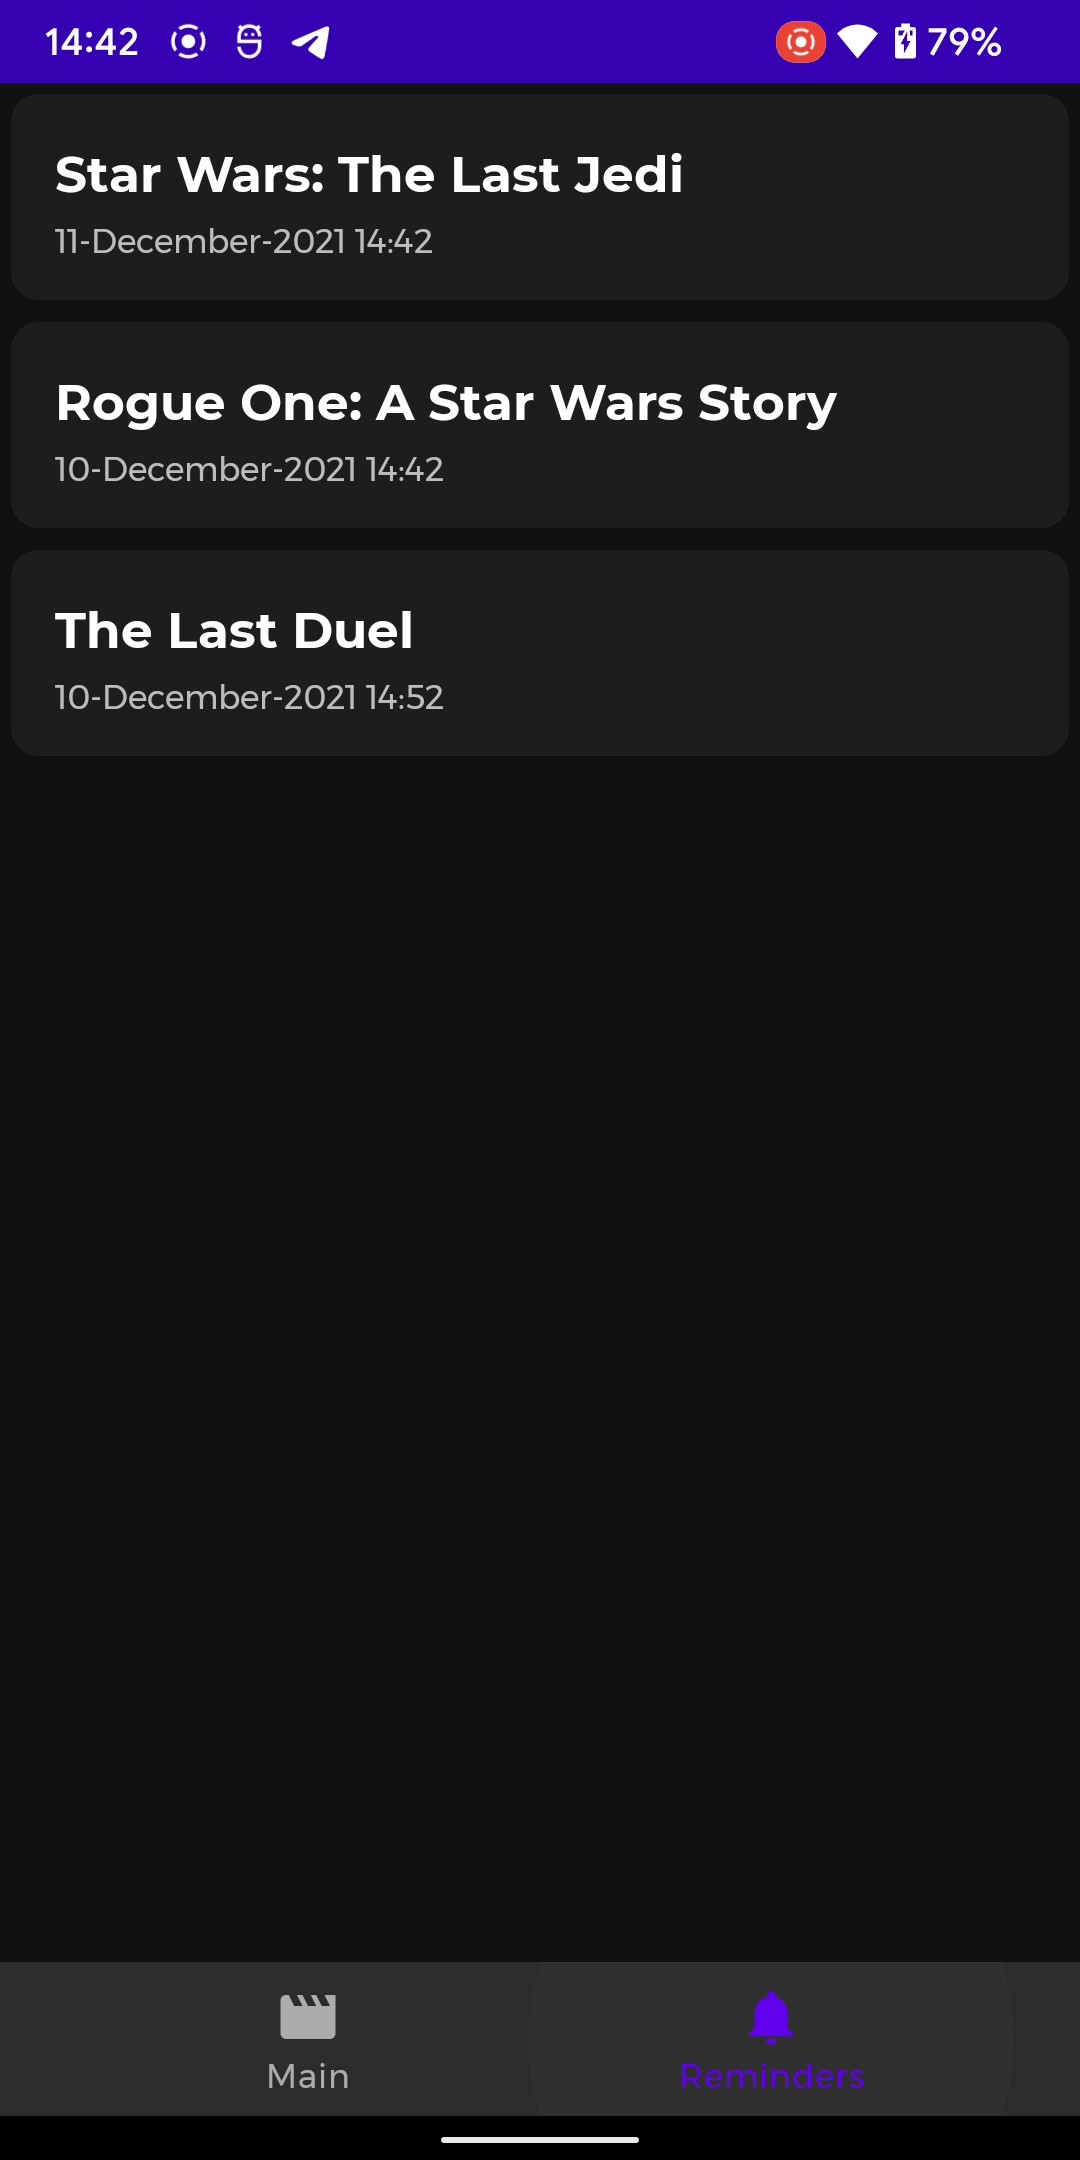 14:42
79%
Star Wars: The Last Jedi
11-December-2021 14:42
Rogue One: A Star Wars Story
10-December-2021 14:42
The Last Duel
10-December-2021 14:52
Main
Reminders